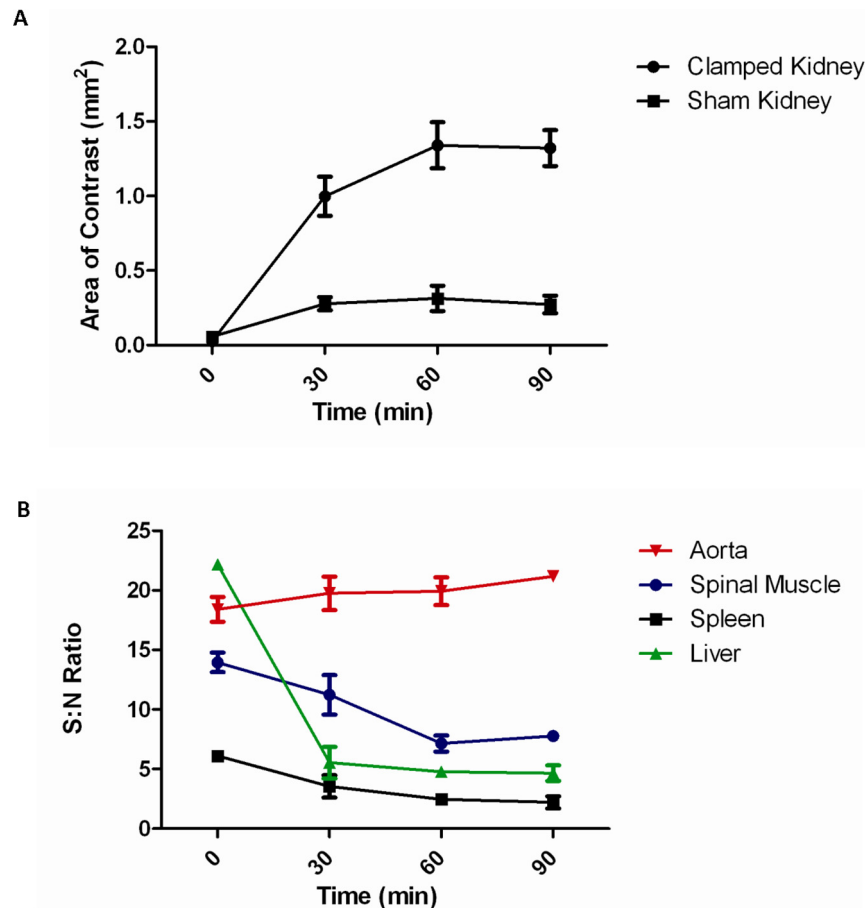 A
Area of Contrast (mm²)
2.0
1.5
1.0
0.5
0.0
0
30
60
90
Time (min)
Clamped Kidney
Sham Kidney
B
S:N Ratio
25
20
15
10
5
0
0
30
60
90
Time (min)
Aorta
Spinal Muscle
Spleen
Liver